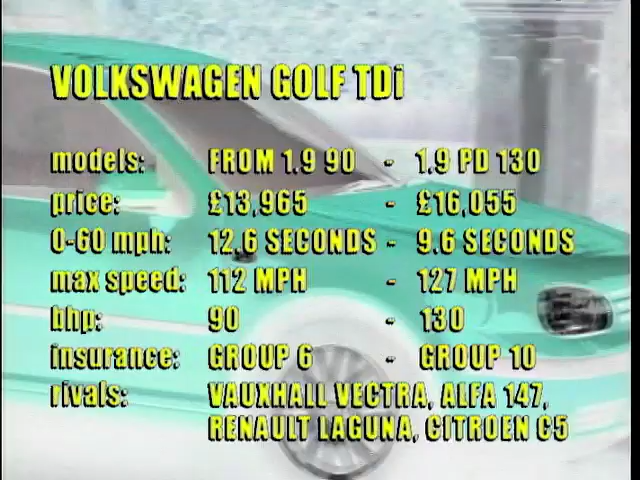 VOLKSWAGEN GOLF TDi
models: FROM 1.9 90 - 1.9 PD 130
price: £13,965 - £16,055
0-60 mph: 12.6 SECONDS - 9.6 SECONDS
max speed: 112 MPH - 127 MPH
bhp: 90 - 130
insurance: GROUP 6 - GROUP 10
rivals: VAUXHALL VECTRA, ALFA 147,
RENAULT LAGUNA, CITROEN C5